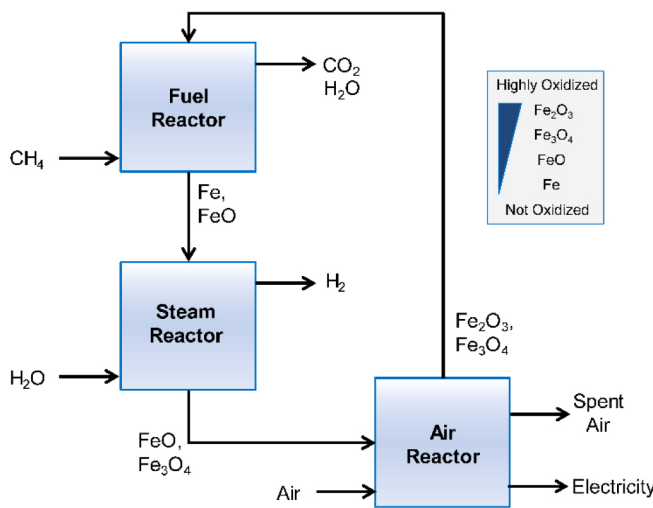 CO₂
H₂O
Fuel
Reactor
CH₄
Fe,
FeO
Highly Oxidized
Fe₂O₃
Fe₃O₄
FeO
Fe
Not Oxidized
Steam
Reactor
H₂
H₂O
Fe₂O₃,
Fe₃O₄
FeO,
Fe₃O₄
Air
Reactor
Spent
Air
Air
Electricity